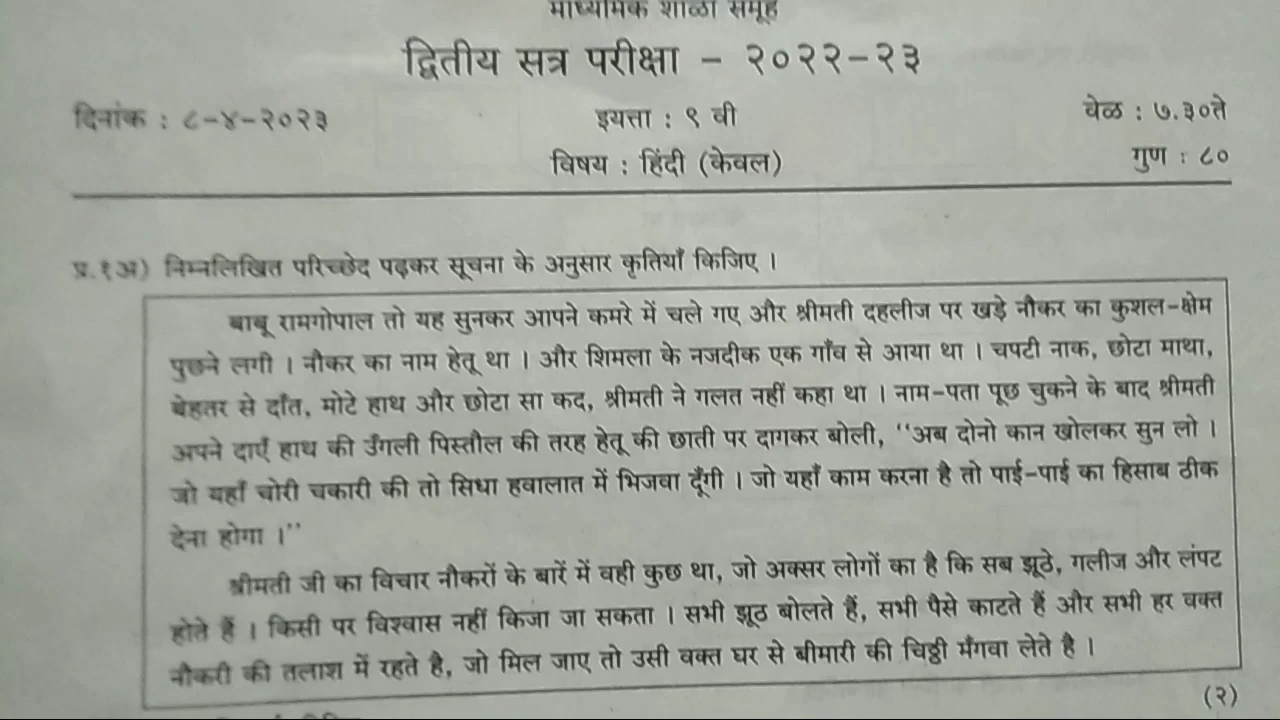 माध्यमिक शाळा समूह
द्वितीय सत्र परीक्षा - २०२२-२३
दिनांक : ८-४-२०२३ इयत्ता : ९ वी वेळ : ७.३०ते
विषय : हिंदी (केवल) गुण : ८०
प्र.१अ) निम्नलिखित परिच्छेद पढ़कर सूचना के अनुसार कृतियाँ किजिए ।
बाबू रामगोपाल तो यह सुनकर आपने कमरे में चले गए और श्रीमती दहलीज पर खड़े नौकर का कुशल-क्षेम
पुछने लगी । नौकर का नाम हेतू था । और शिमला के नजदीक एक गाँव से आया था । चपटी नाक, छोटा माथा,
बेहतर से दाँत, मोटे हाथ और छोटा सा कद, श्रीमती ने गलत नहीं कहा था । नाम-पता पूछ चुकने के बाद श्रीमती
अपने दाएँ हाथ की उँगली पिस्तौल की तरह हेतू की छाती पर दागकर बोली, ‘‘अब दोनो कान खोलकर सुन लो ।
जो यहाँ चोरी चकारी की तो सिधा हवालात में भिजवा दूँगी । जो यहाँ काम करना है तो पाई-पाई का हिसाब ठीक
देना होगा ।’’
श्रीमती जी का विचार नौकरों के बारें में वही कुछ था, जो अक्सर लोगों का है कि सब झूठे, गलीज और लंपट
होते हैं । किसी पर विश्वास नहीं किजा जा सकता । सभी झूठ बोलते हैं, सभी पैसे काटते हैं और सभी हर वक्त
नौकरी की तलाश में रहते है, जो मिल जाए तो उसी वक्त घर से बीमारी की चिठ्ठी मँगवा लेते है ।
(२)